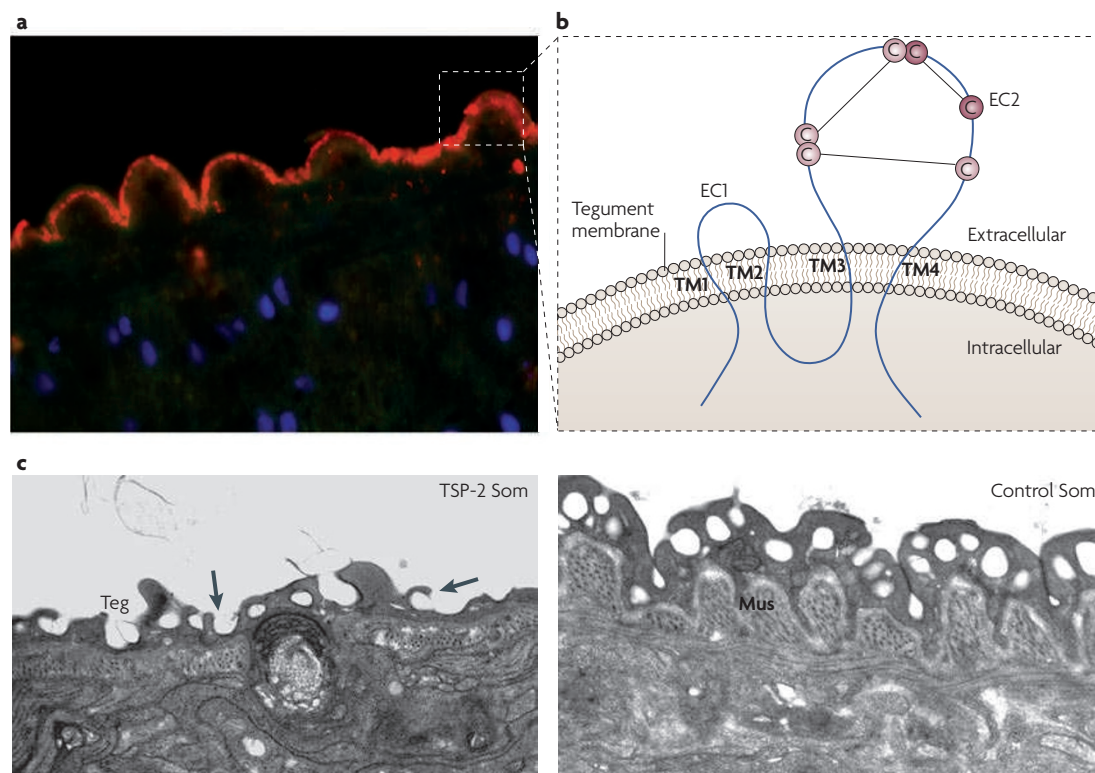 a
b
C
C
C
EC2
C
C
C
EC1
Tegument
membrane
Extracellular
TM1
TM2
TM3
TM4
Intracellular
c
TSP-2 Som
Teg
Control Som
Mus